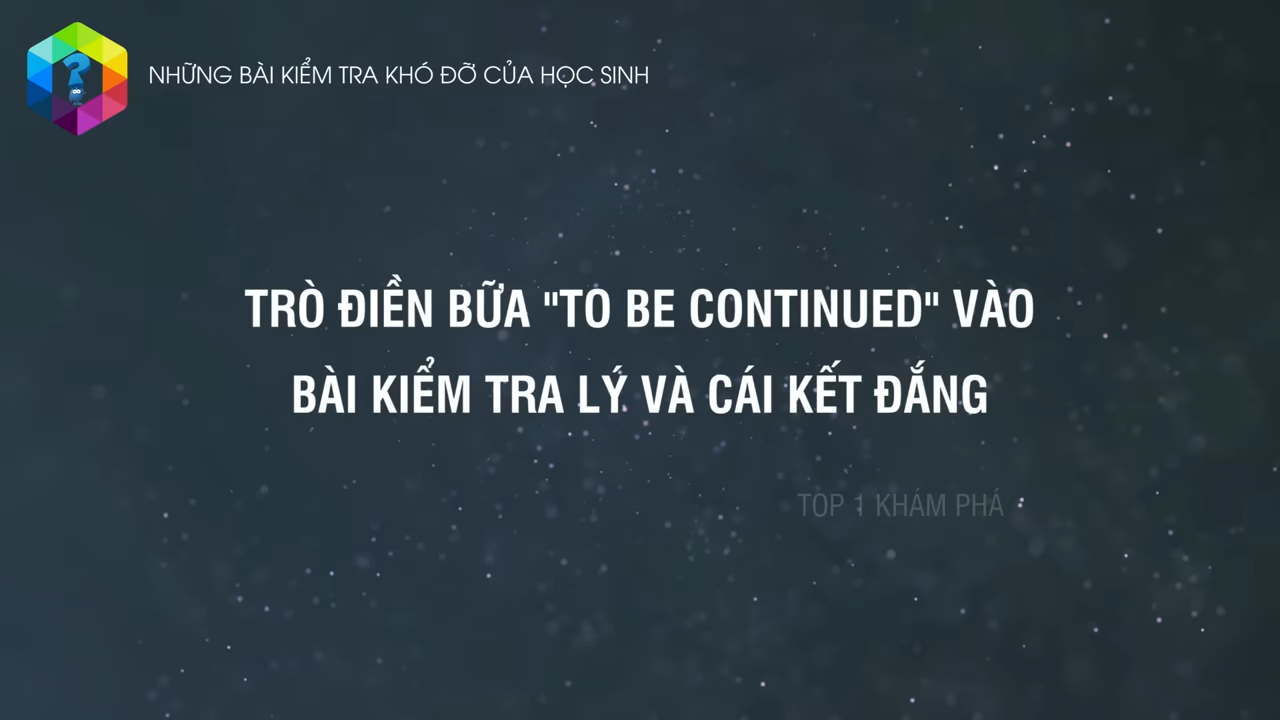 NHỮNG BÀI KIỂM TRA KHÓ ĐỠ CỦA HỌC SINH
TRÒ ĐIỀN BỮA "TO BE CONTINUED" VÀO
BÀI KIỂM TRA LÝ VÀ CÁI KẾT ĐẮNG
TOP 1 KHÁM PHÁ